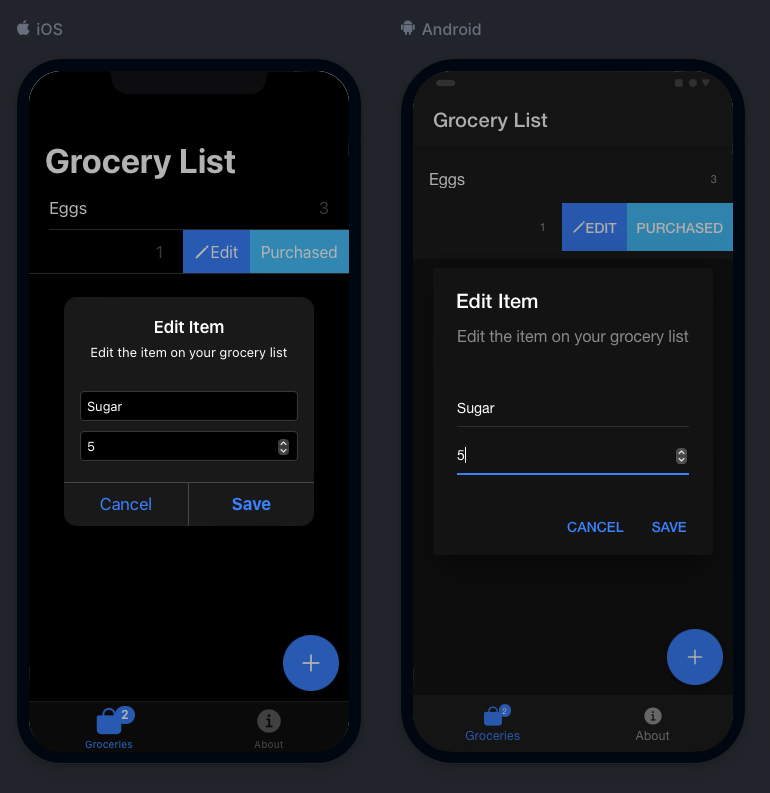 iOS
Grocery List
Eggs 3
1 Edit Purchased
Edit Item
Edit the item on your grocery list
Sugar
5
Cancel Save
2
Groceries About
Android
Grocery List
Eggs 3
1 EDIT PURCHASED
Edit Item
Edit the item on your grocery list
Sugar
5
CANCEL SAVE
2
Groceries About